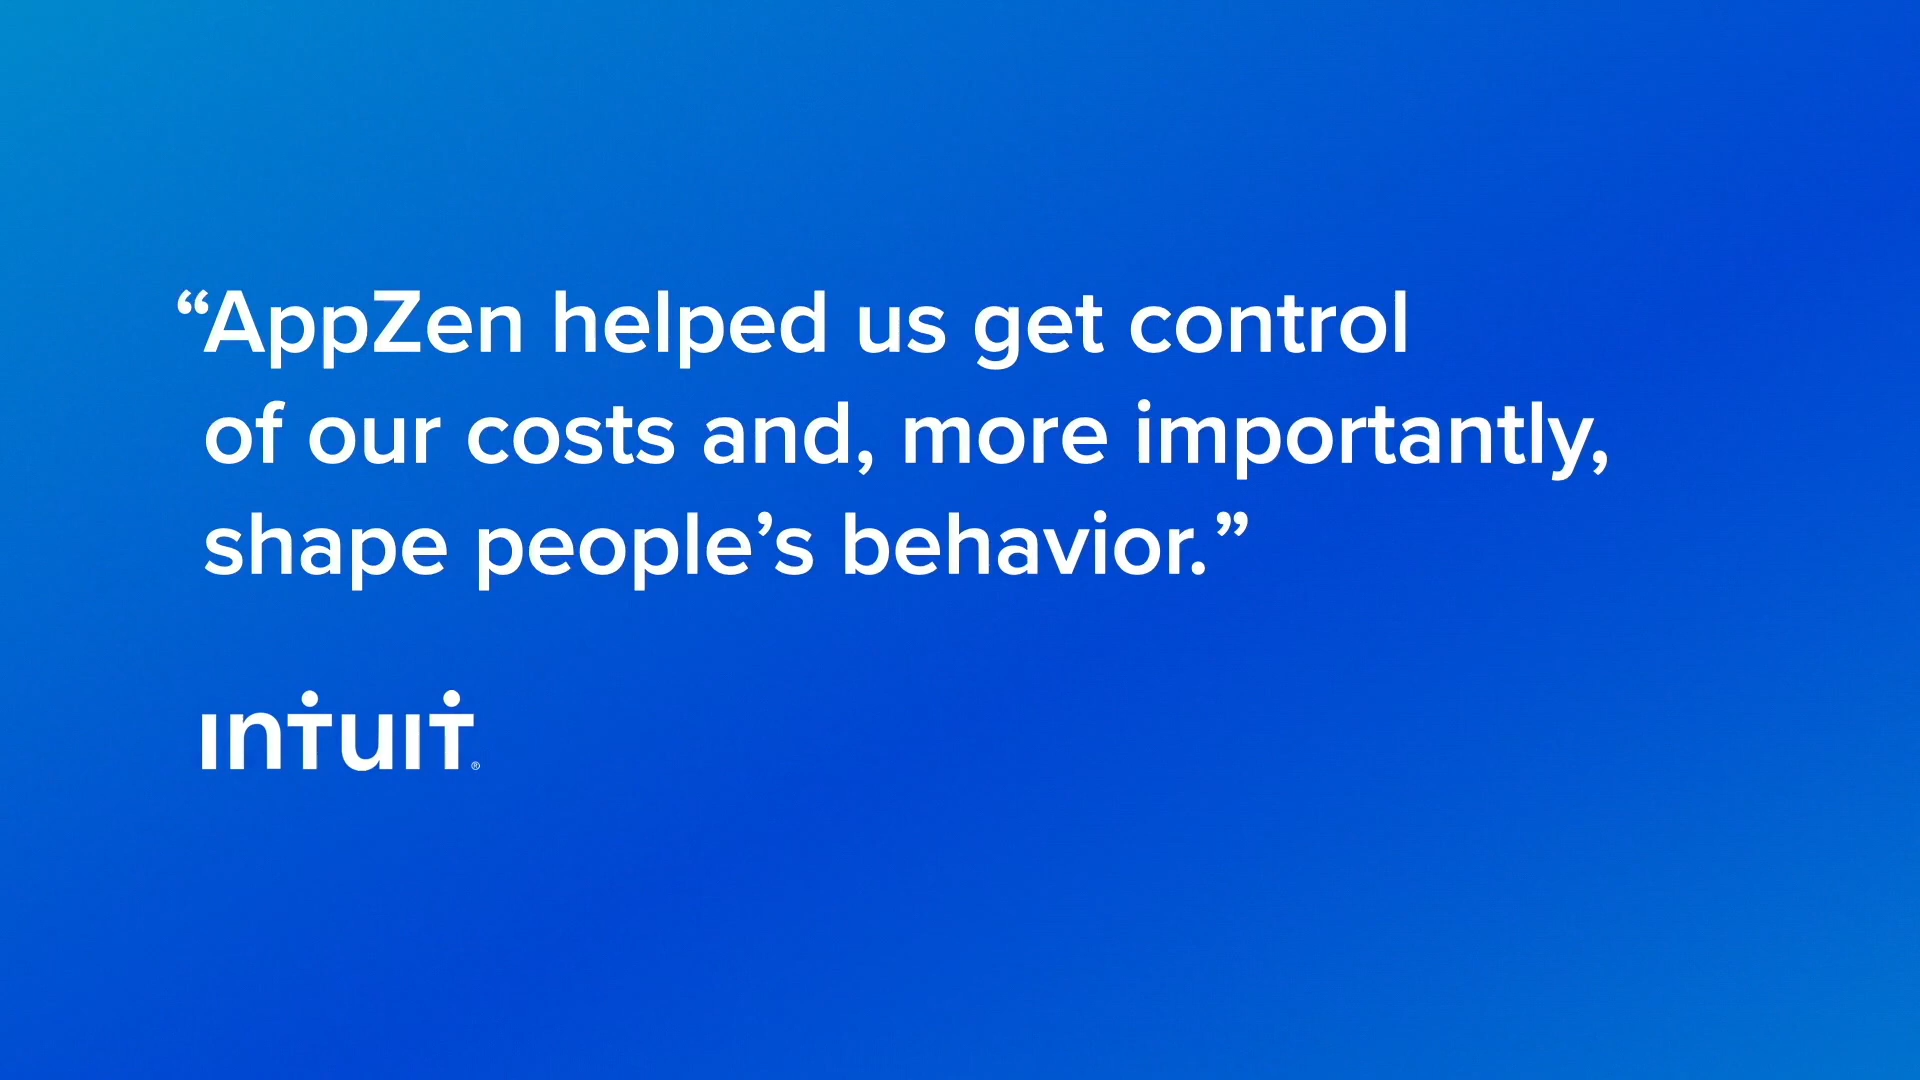 “AppZen helped us get control
of our costs and, more importantly,
shape people’s behavior.”
intuit®